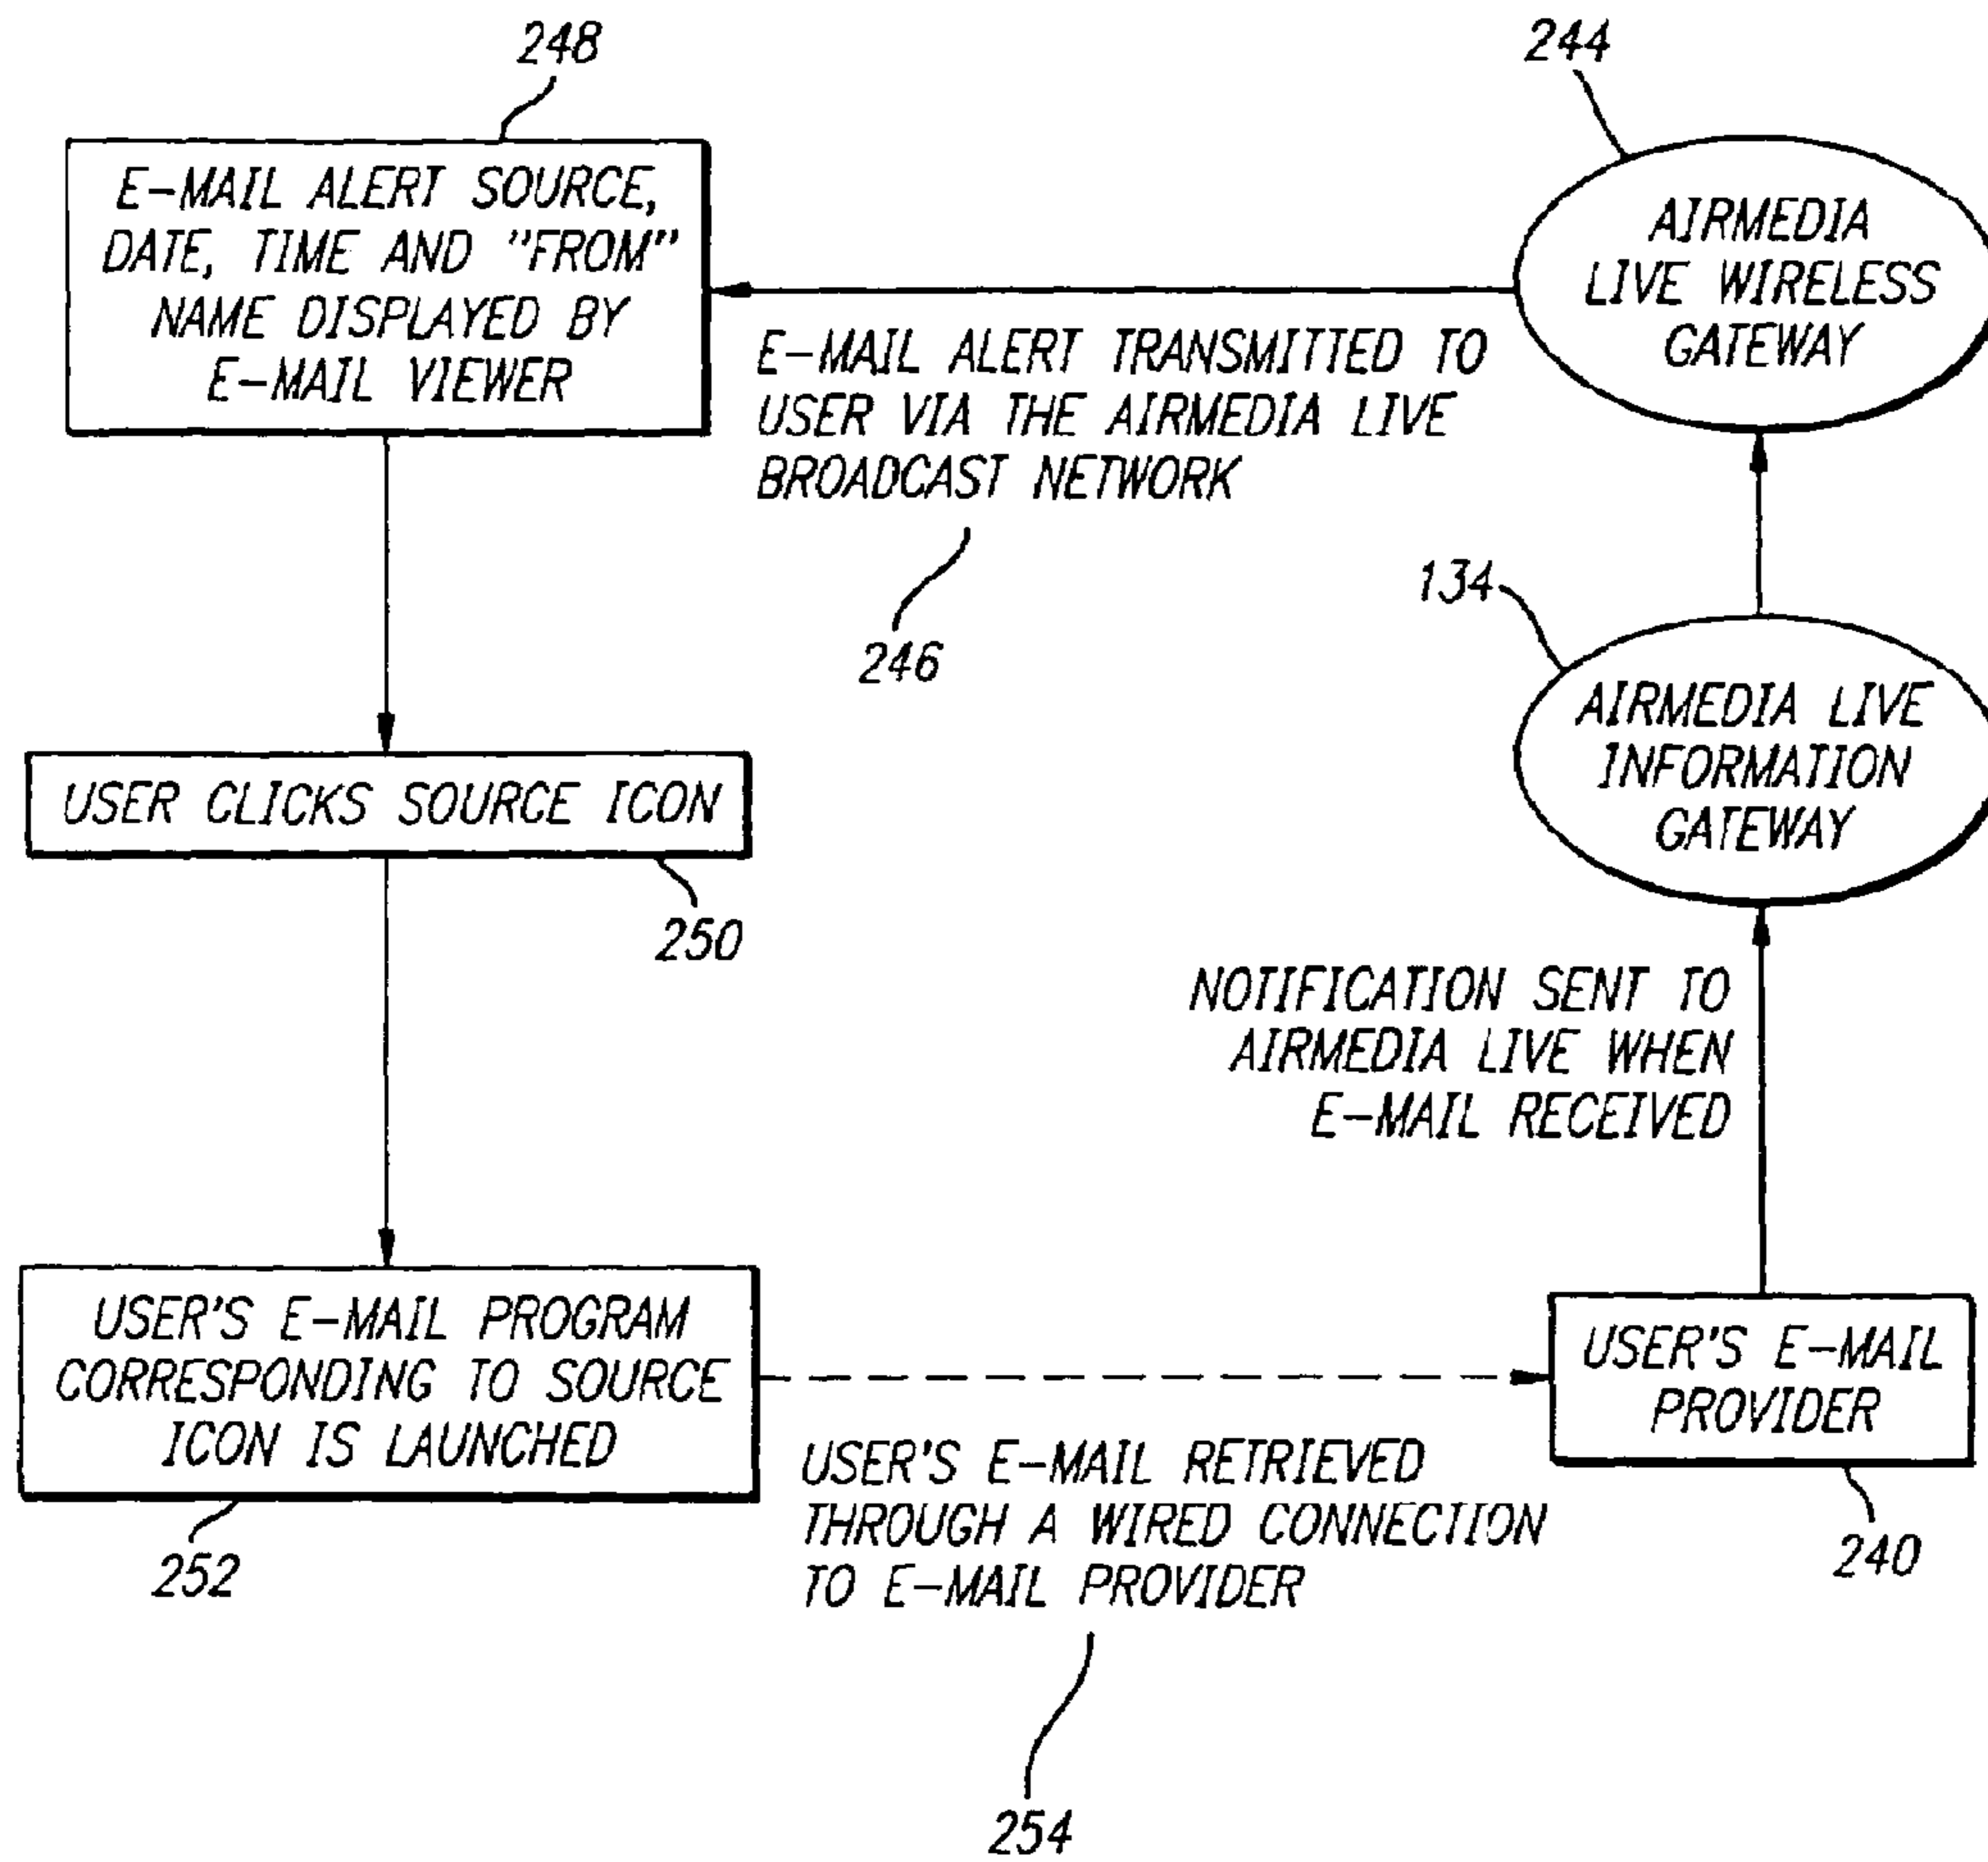 248
244
E-MAIL ALERT SOURCE,
DATE, TIME AND "FROM"
NAME DISPLAYED BY
E-MAIL VIEWER
AIRMEDIA
LIVE WIRELESS
GATEWAY
E-MAIL ALERT TRANSMITTED TO
USER VIA THE AIRMEDIA LIVE
BROADCAST NETWORK
246
134
AIRMEDIA LIVE
INFORMATION
GATEWAY
USER CLICKS SOURCE ICON
250
NOTIFICATION SENT TO
AIRMEDIA LIVE WHEN
E-MAIL RECEIVED
USER'S E-MAIL PROGRAM
CORRESPONDING TO SOURCE
ICON IS LAUNCHED
252
USER'S E-MAIL
PROVIDER
240
USER'S E-MAIL RETRIEVED
THROUGH A WIRED CONNECTION
TO E-MAIL PROVIDER
254